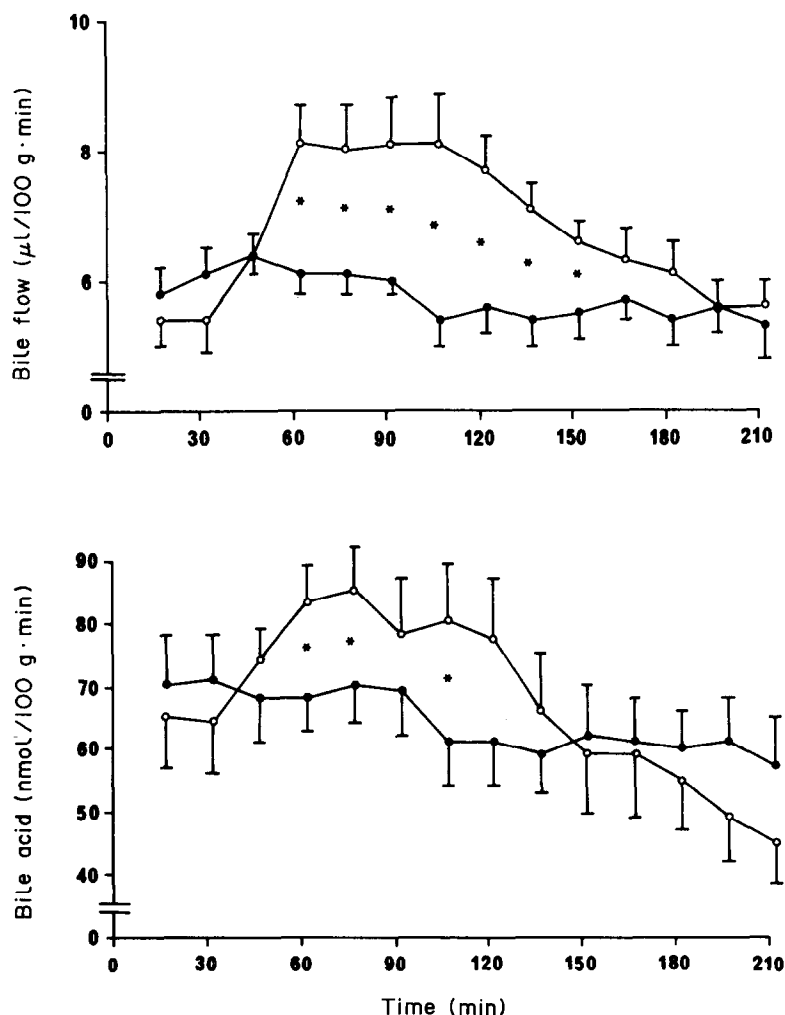 10
8
6
0
Bile flow (μl/100 g · min)
* * * * * * *
0 30 60 90 120 150 180 210
90
80
70
60
50
40
0
Bile acid (nmol/100 g · min)
* * *
0 30 60 90 120 150 180 210
Time (min)